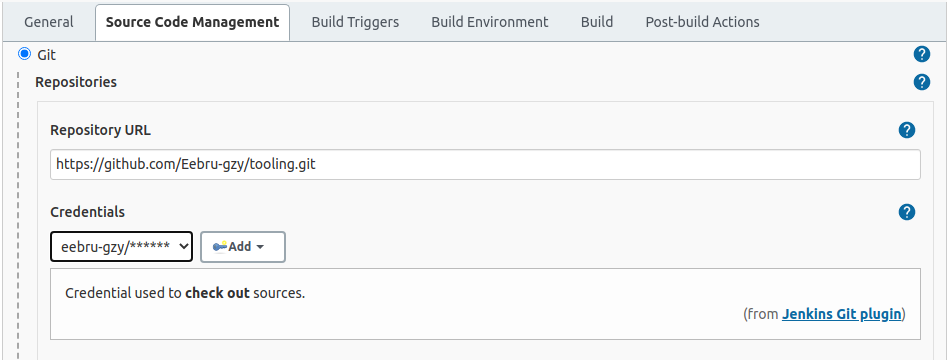 General Source Code Management Build Triggers Build Environment Build Post-build Actions
Git ?
Repositories ?
Repository URL ?
https://github.com/Eebru-gzy/tooling.git
Credentials ?
eebru-gzy/****** Add
Credential used to check out sources.
(from Jenkins Git plugin)